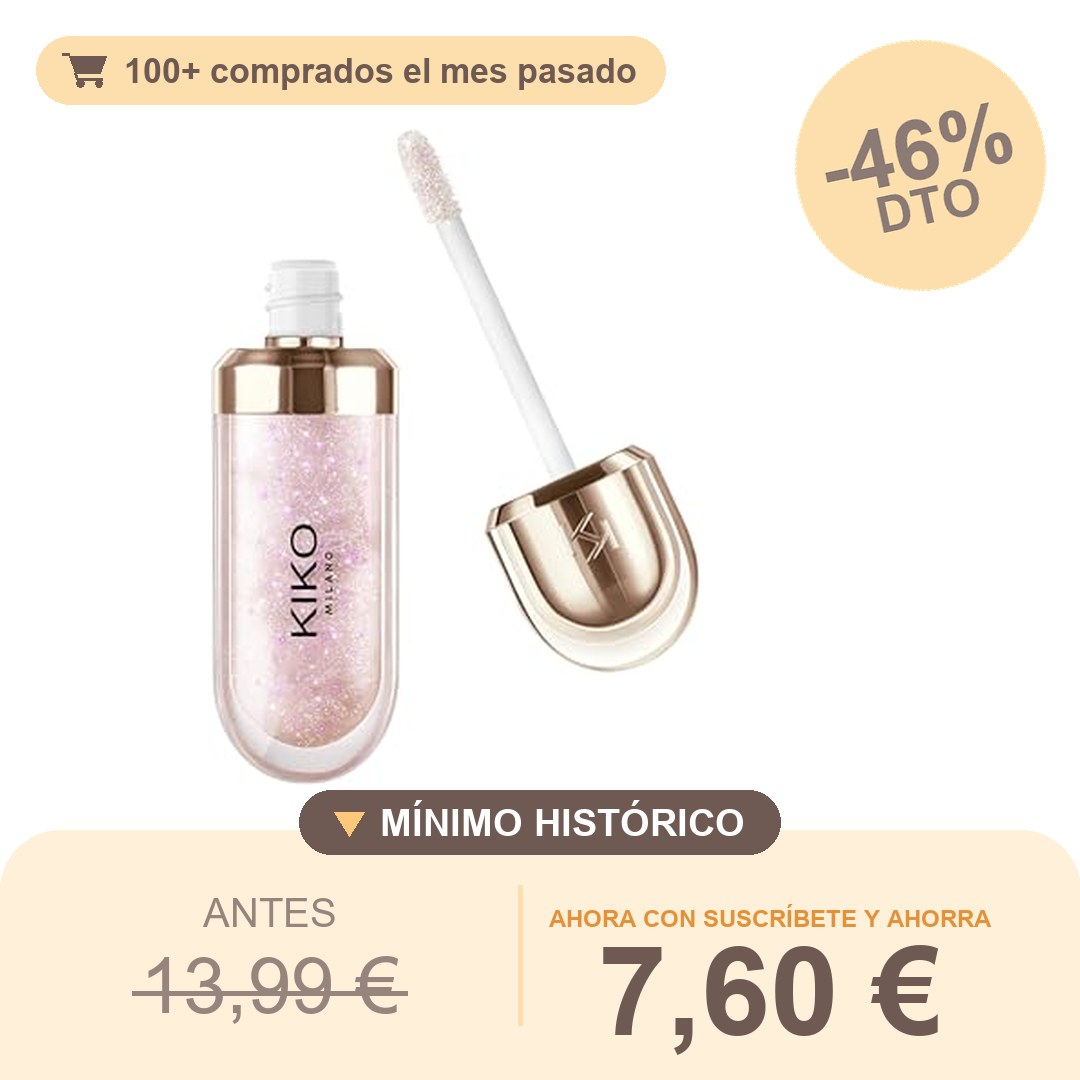 100+ comprados el mes pasado
-46%
DTO
KIKO
MILANO
MÍNIMO HISTÓRICO
ANTES
13,99 €
AHORA CON SUSCRÍBETE Y AHORRA
7,60 €